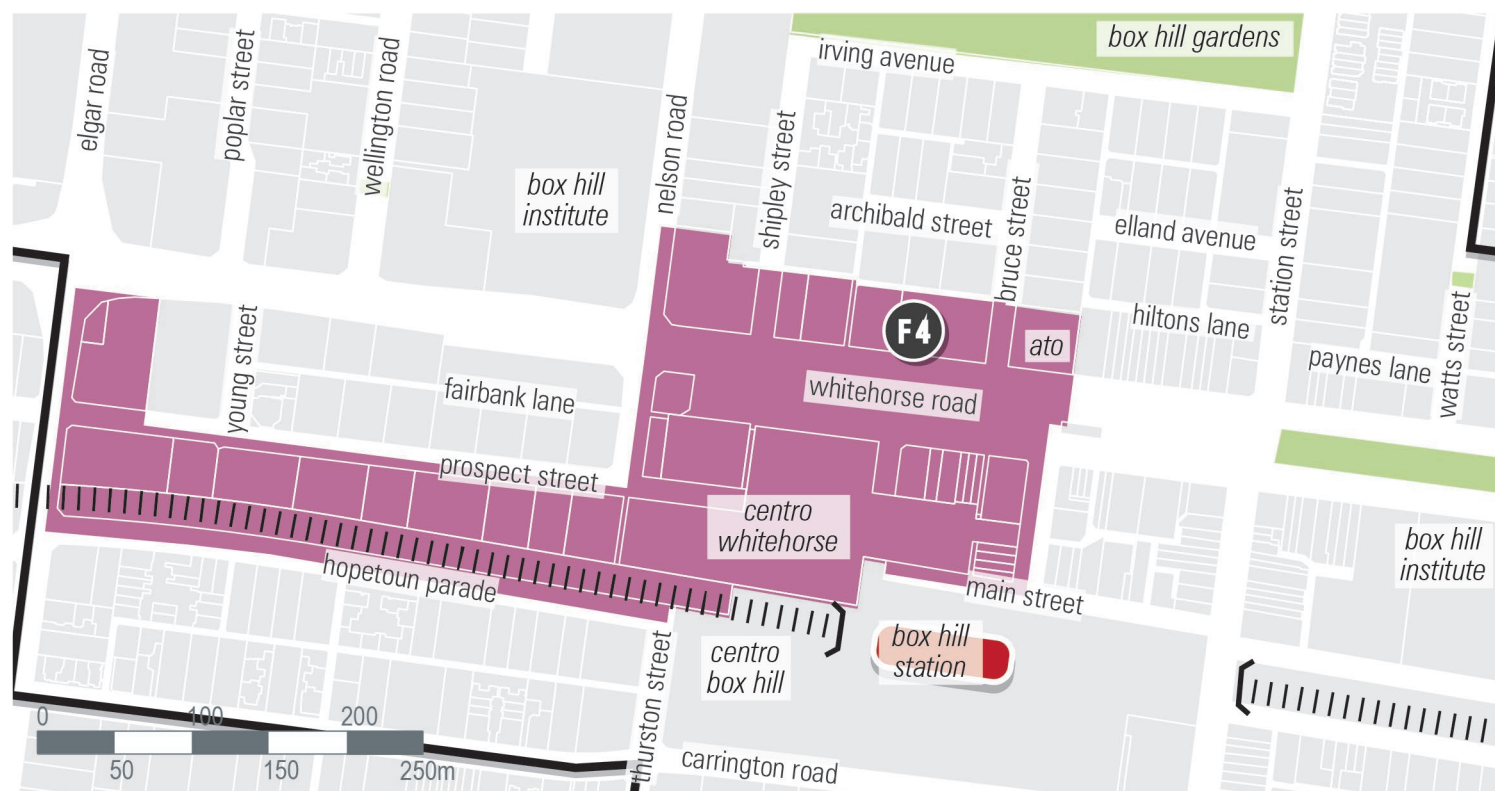 box hill gardens
irving avenue
elgar road
poplar street
wellington road
nelson road
shipley street
box hill
institute
archibald street
bruce street
elland avenue
station street
hiltons lane
paynes lane
watts street
F4
ato
whitehorse road
young street
fairbank lane
prospect street
centro
whitehorse
box hill
institute
hopetoun parade
main street
box hill
station
centro
box hill
thurston street
carrington road
0 100 200
50 150 250m